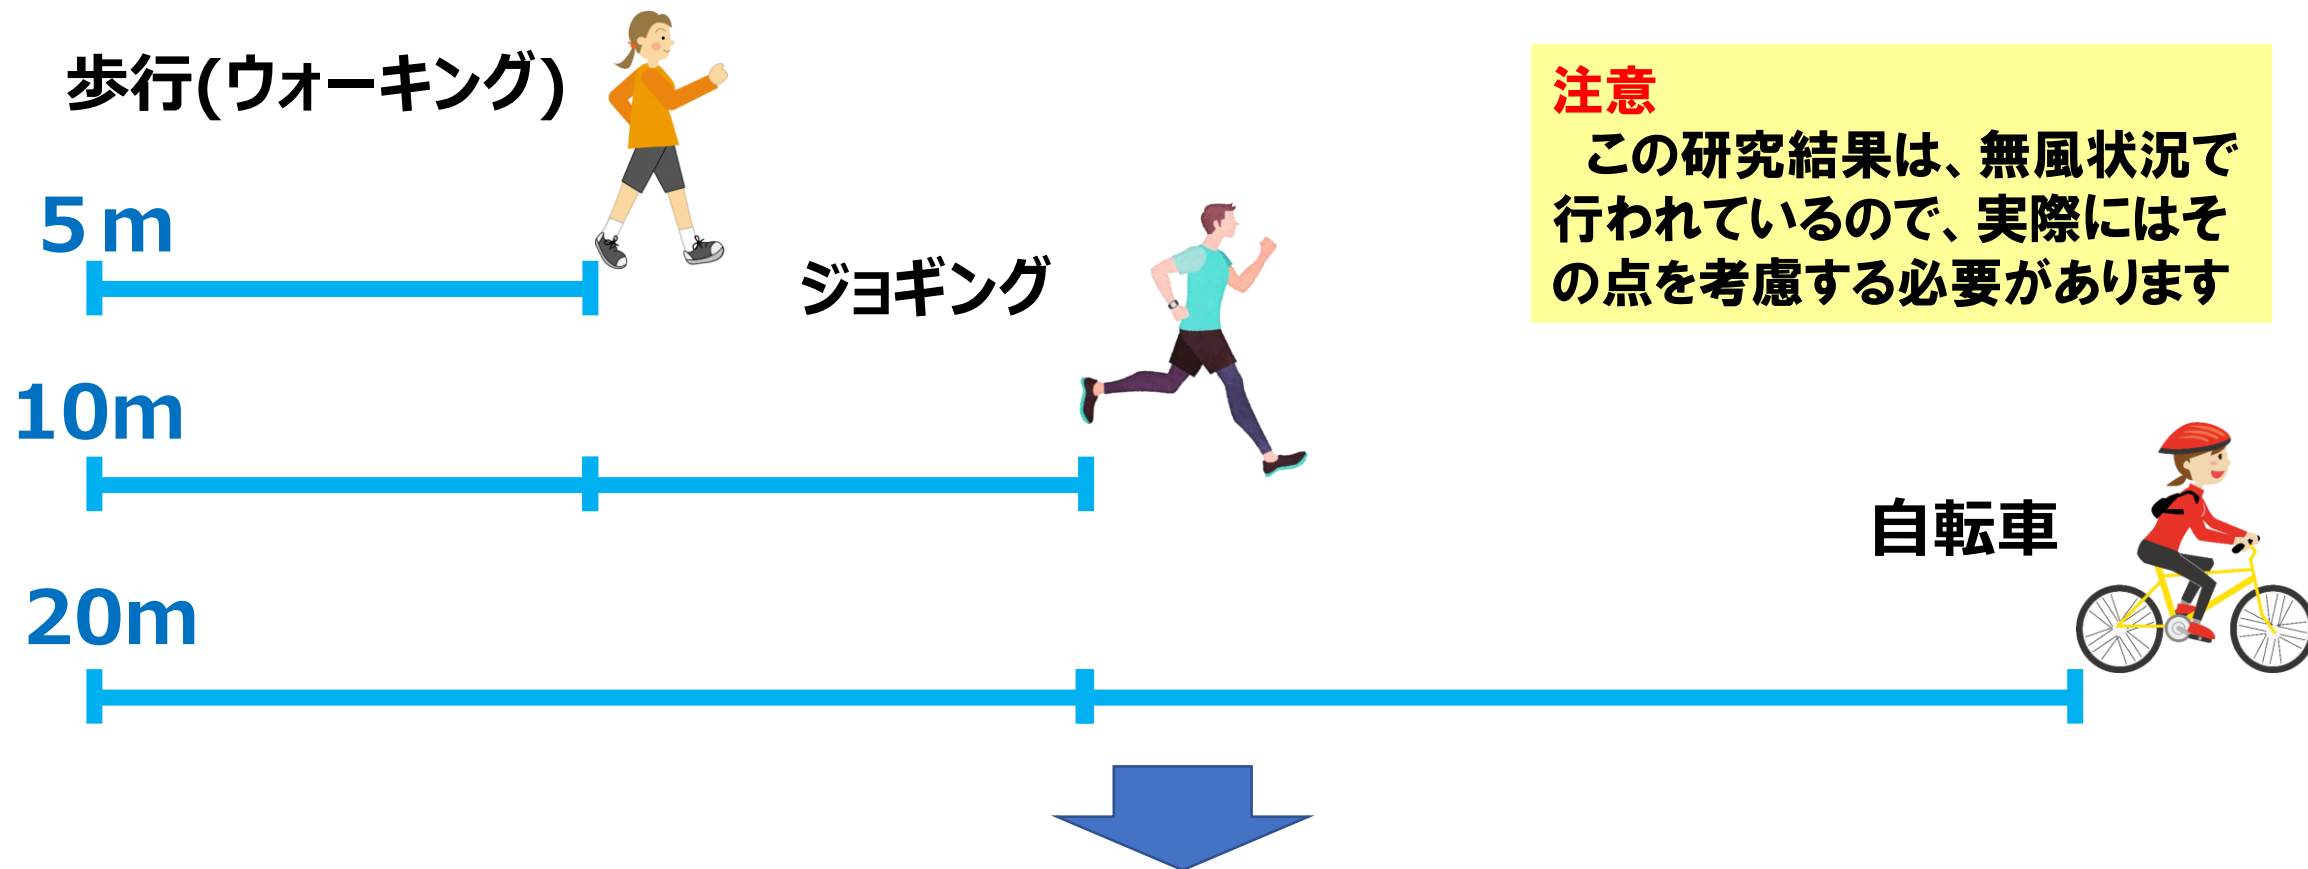 歩行(ウォーキング)
5m
ジョギング
10m
自転車
20m
注意
この研究結果は、無風状況で
行われているので、実際にはそ
の点を考慮する必要があります